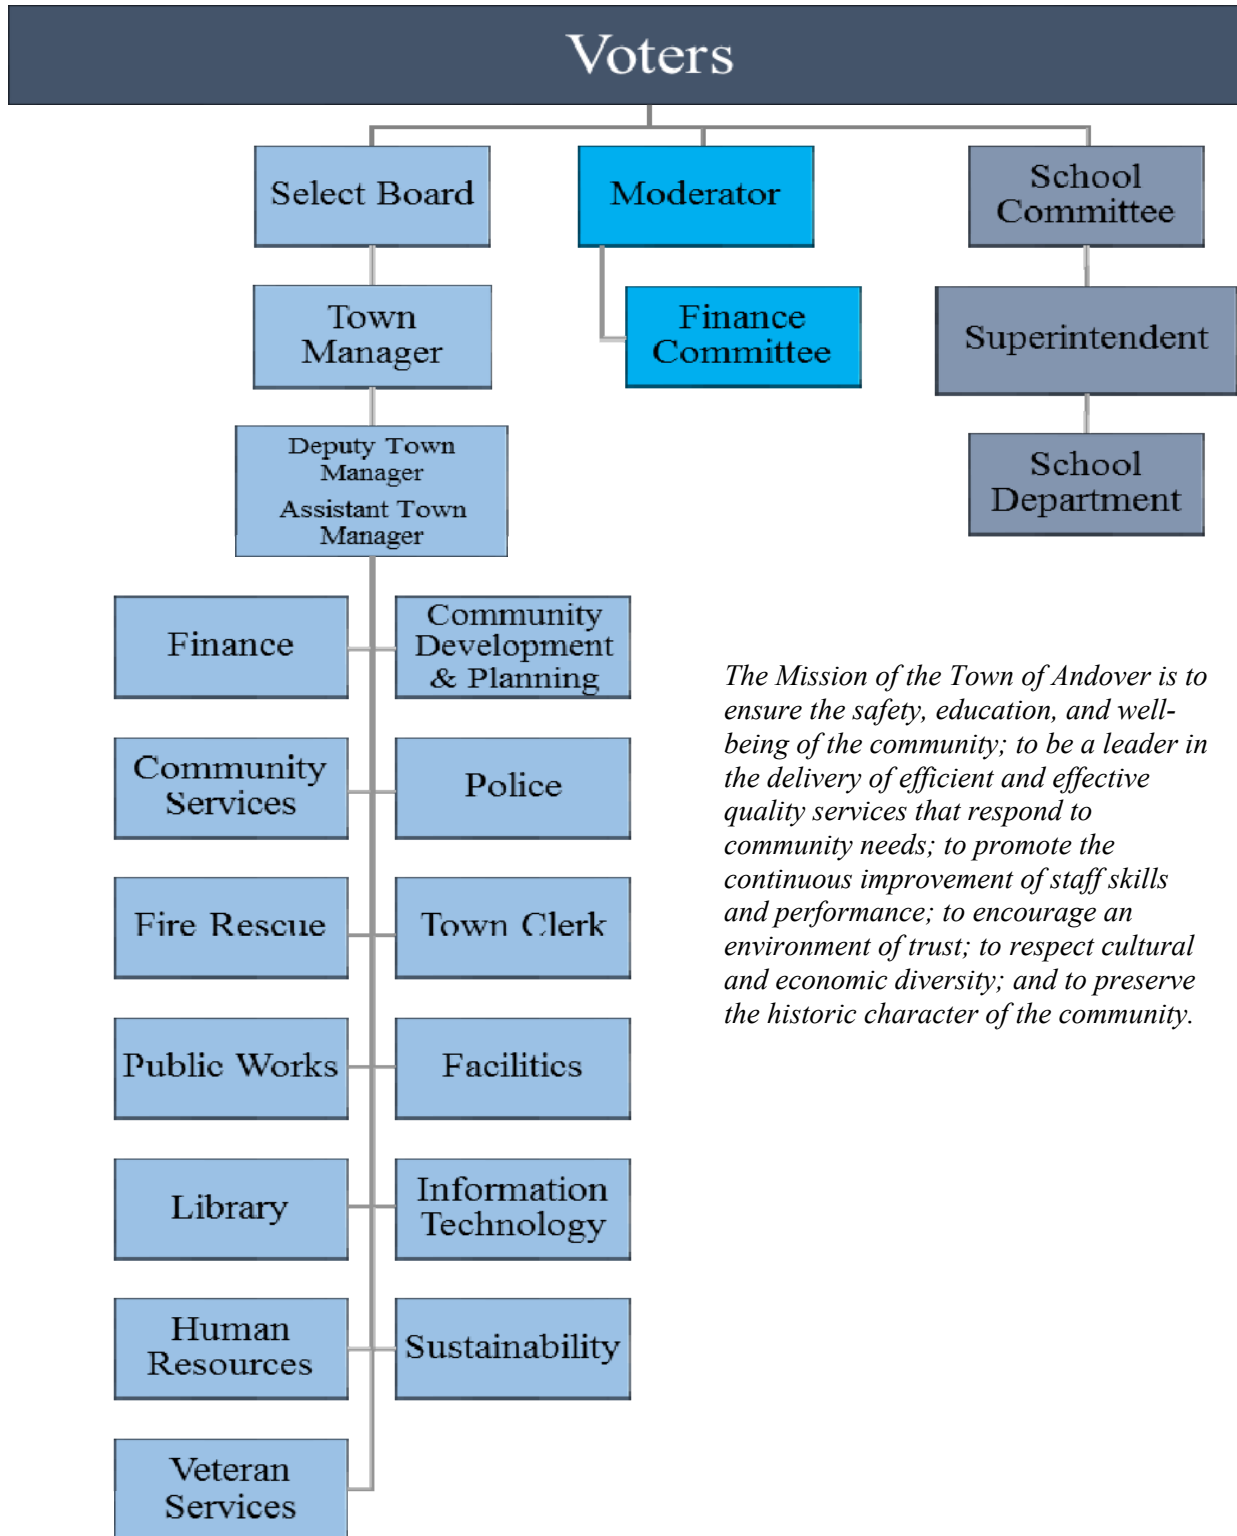 Voters
Select Board
Moderator
School
Committee
Town
Manager
Finance
Committee
Superintendent
Deputy Town
Manager
Assistant Town
Manager
School
Department
Finance
Community
Development
& Planning
Community
Services
Police
Fire Rescue
Town Clerk
Public Works
Facilities
Library
Information
Technology
Human
Resources
Sustainability
Veteran
Services
The Mission of the Town of Andover is to
ensure the safety, education, and well-
being of the community; to be a leader in
the delivery of efficient and effective
quality services that respond to
community needs; to promote the
continuous improvement of staff skills
and performance; to encourage an
environment of trust; to respect cultural
and economic diversity; and to preserve
the historic character of the community.